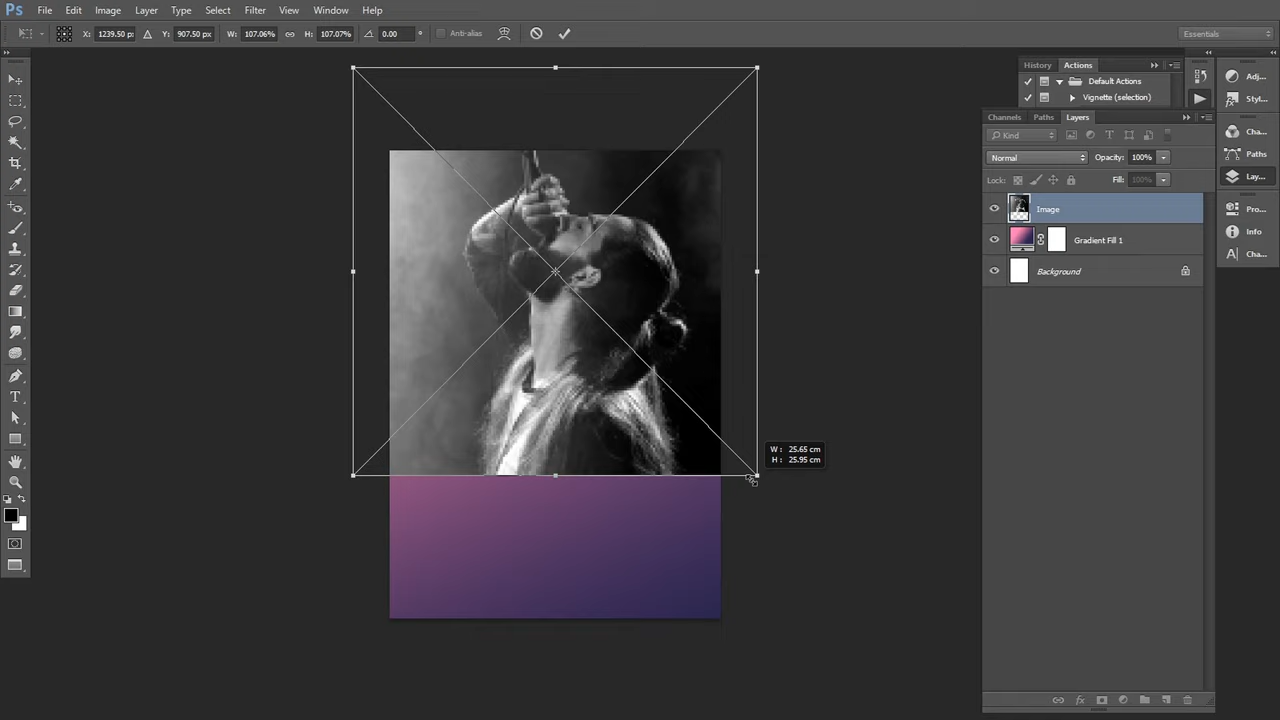 Ps File Edit Image Layer Type Select Filter View Window Help
X: 1239.50 px Y: 907.50 px W: 107.06% H: 107.07% 0.00 ° Anti-alias Essentials
History Actions
Default Actions
Vignette (selection)
Adj...
Styl...
Channels Paths Layers
Kind
Cha...
Normal Opacity: 100%
Paths
Lock: Fill: 100%
Lay...
Image
Pro...
Info
Gradient Fill 1
Cha...
Background
W: 25.65 cm
H: 25.95 cm